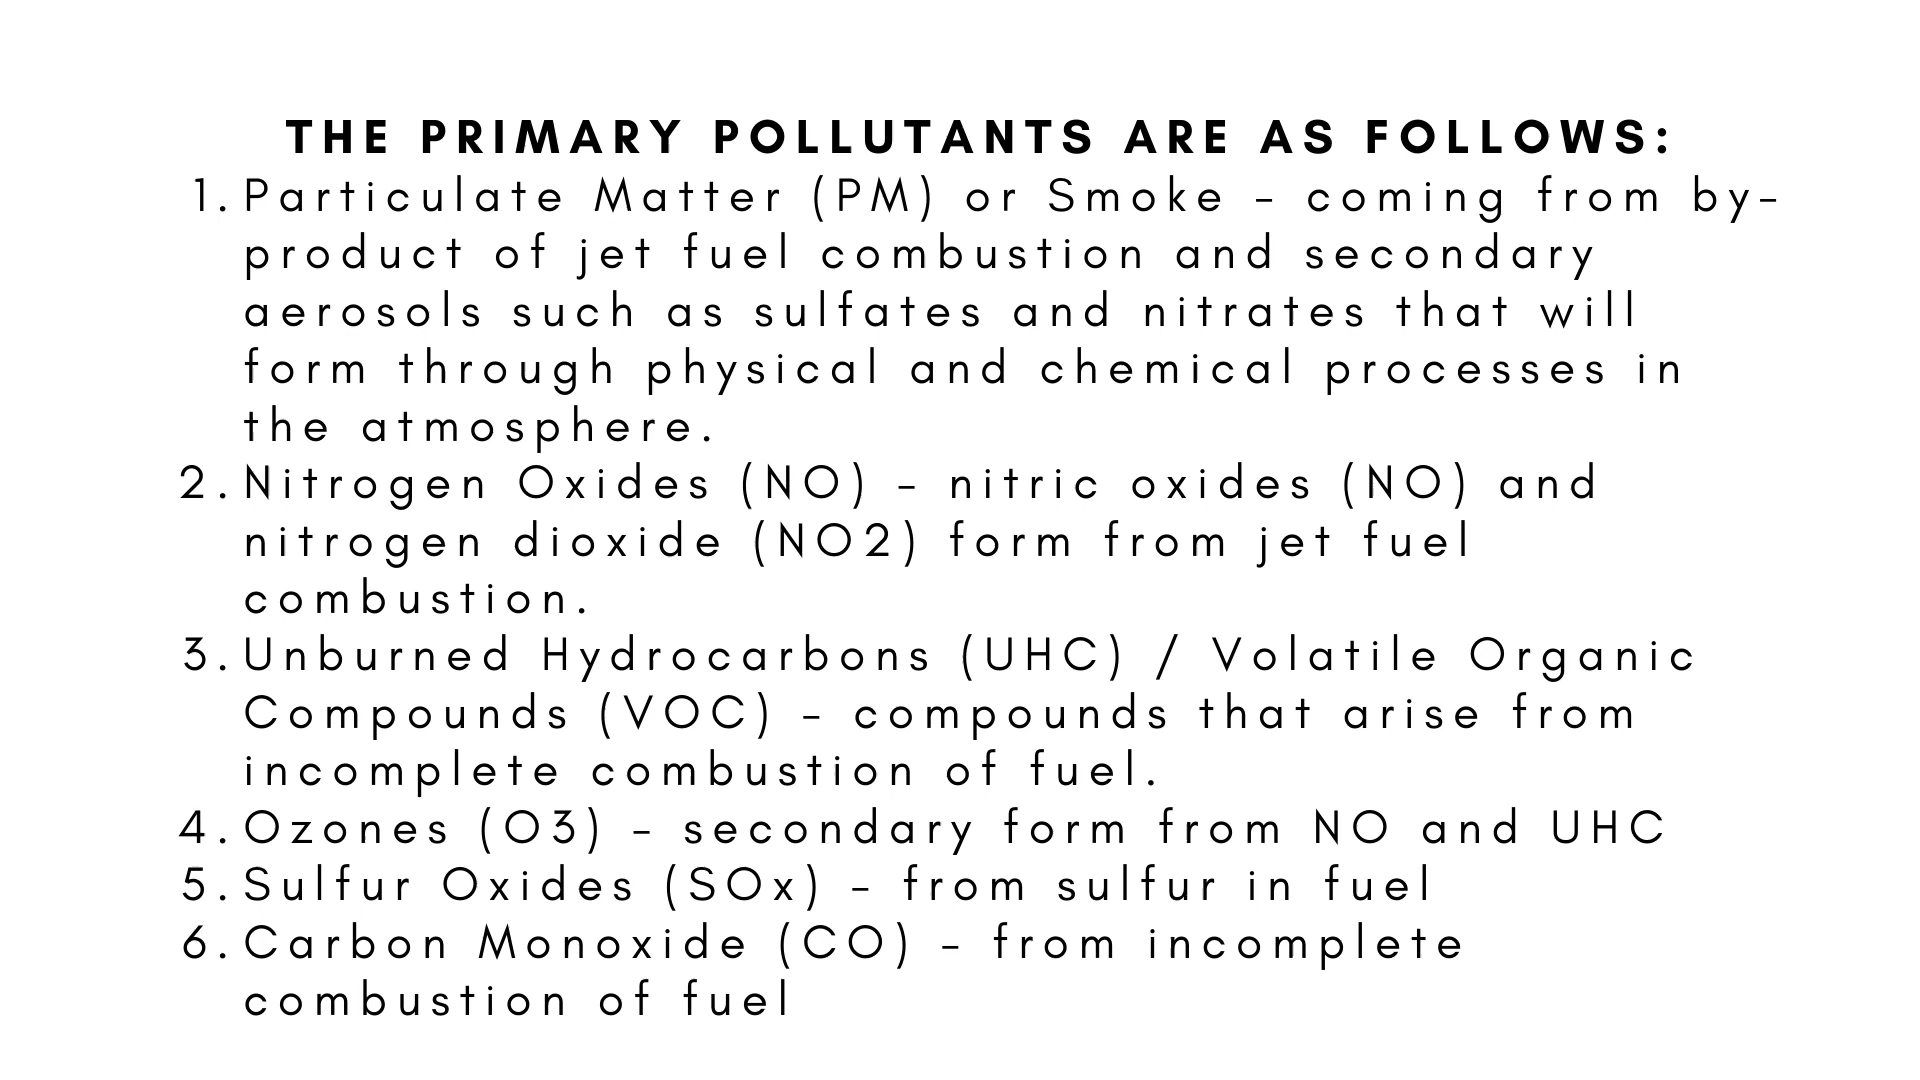 THE PRIMARY POLLUTANTS ARE AS FOLLOWS:
1. Particulate Matter (PM) or Smoke - coming from by-
product of jet fuel combustion and secondary
aerosols such as sulfates and nitrates that will
form through physical and chemical processes in
the atmosphere.
2. Nitrogen Oxides (NO) - nitric oxides (NO) and
nitrogen dioxide (NO2) form from jet fuel
combustion.
3. Unburned Hydrocarbons (UHC) / Volatile Organic
Compounds (VOC) - compounds that arise from
incomplete combustion of fuel.
4. Ozones (O3) - secondary form from NO and UHC
5. Sulfur Oxides (SOx) - from sulfur in fuel
6. Carbon Monoxide (CO) - from incomplete
combustion of fuel